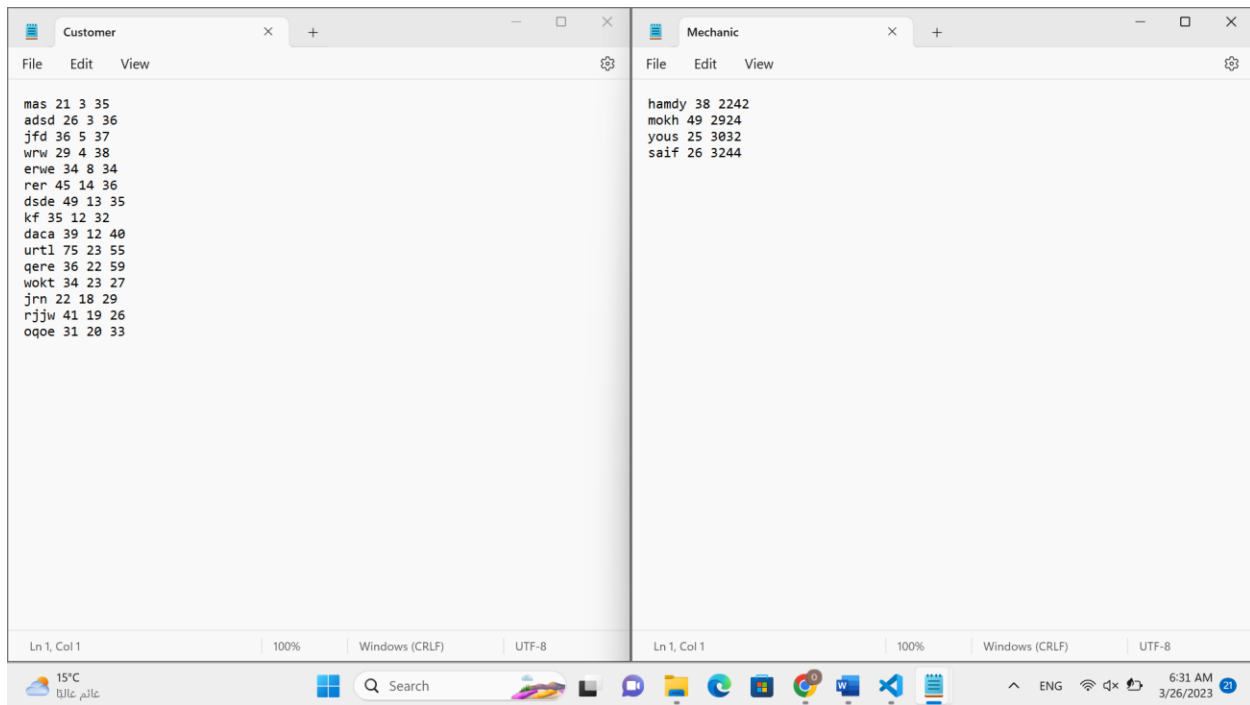 Customer
File Edit View
mas 21 3 35
adsd 26 3 36
jfd 36 5 37
wrw 29 4 38
erwe 34 8 34
rer 45 14 36
dsde 49 13 35
kf 35 12 32
daca 39 12 40
urtl 75 23 55
qere 36 22 59
wokt 34 23 27
jrn 22 18 29
rjjw 41 19 26
oqoe 31 20 33
Ln 1, Col 1 100% Windows (CRLF) UTF-8
Mechanic
File Edit View
hamdy 38 2242
mokh 49 2924
yous 25 3032
saif 26 3244
Ln 1, Col 1 100% Windows (CRLF) UTF-8
15°C
غائم غالبًا
Search
ENG
6:31 AM
3/26/2023
21